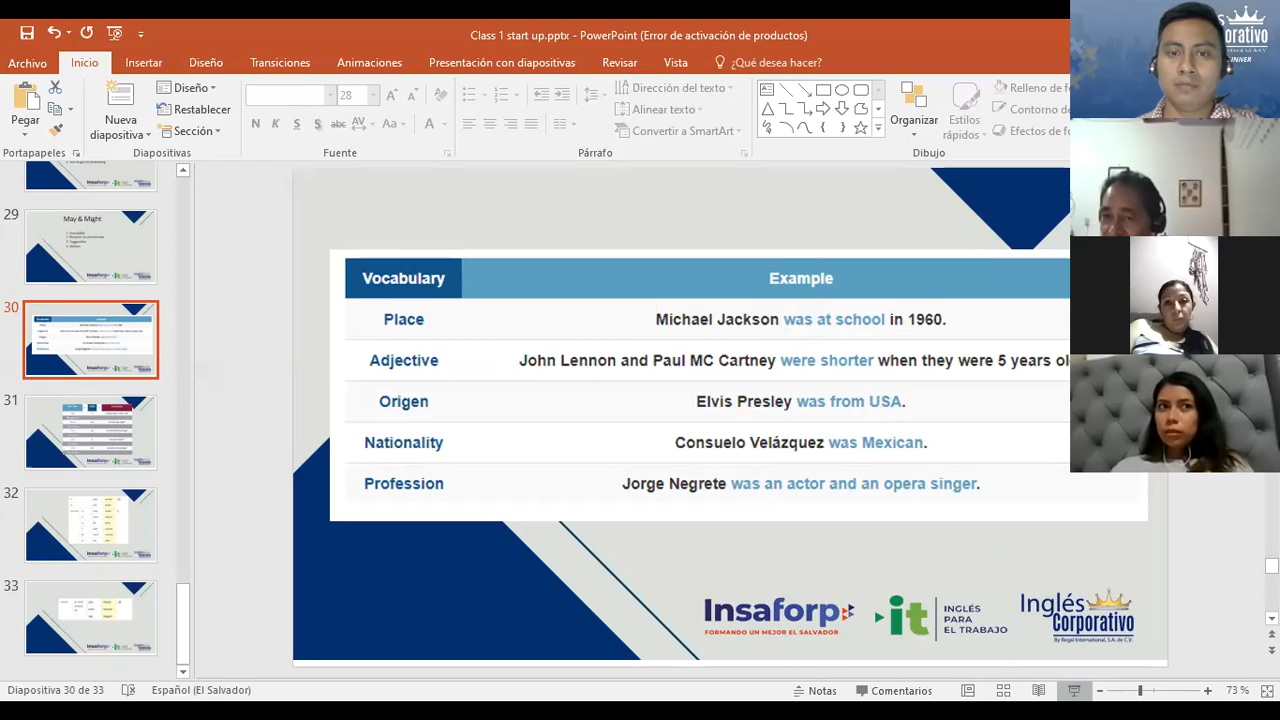 Class 1 start up.pptx - PowerPoint (Error de activación de productos)
Archivo Inicio Insertar Diseño Transiciones Animaciones Presentación con diapositivas Revisar Vista ¿Qué desea hacer?
Pegar
Portapapeles
Nueva diapositiva
Diseño
Restablecer
Sección
Diapositivas
28
N K S S abc AV Aa A
Fuente
Dirección del texto
Alinear texto
Convertir a SmartArt
Párrafo
Organizar
Estilos rápidos
Relleno de
Contorno
Efectos de
Dibujo
29
May & Might
30
31
32
33
Vocabulary Example
Place Michael Jackson was at school in 1960.
Adjective John Lennon and Paul MC Cartney were shorter when they were 5 years ol
Origen Elvis Presley was from USA.
Nationality Consuelo Velázquez was Mexican.
Profession Jorge Negrete was an actor and an opera singer.
Insaforp
FORMANDO UN MEJOR EL SALVADOR
it
INGLÉS
PARA
EL TRABAJO
Inglés
Corporativo
By Regal International, S.A. de C.V.
Diapositiva 30 de 33 Español (El Salvador) Notas Comentarios 73 %